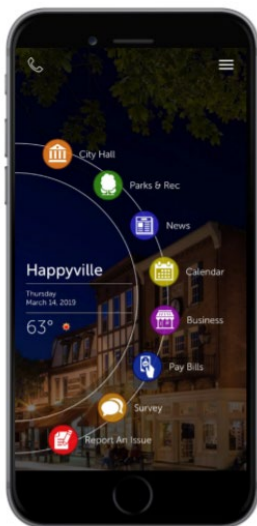 City Hall
Parks & Rec
News
Happyville
Calendar
Thursday
March 14, 2019
Business
63°
Pay Bills
Survey
Report An Issue